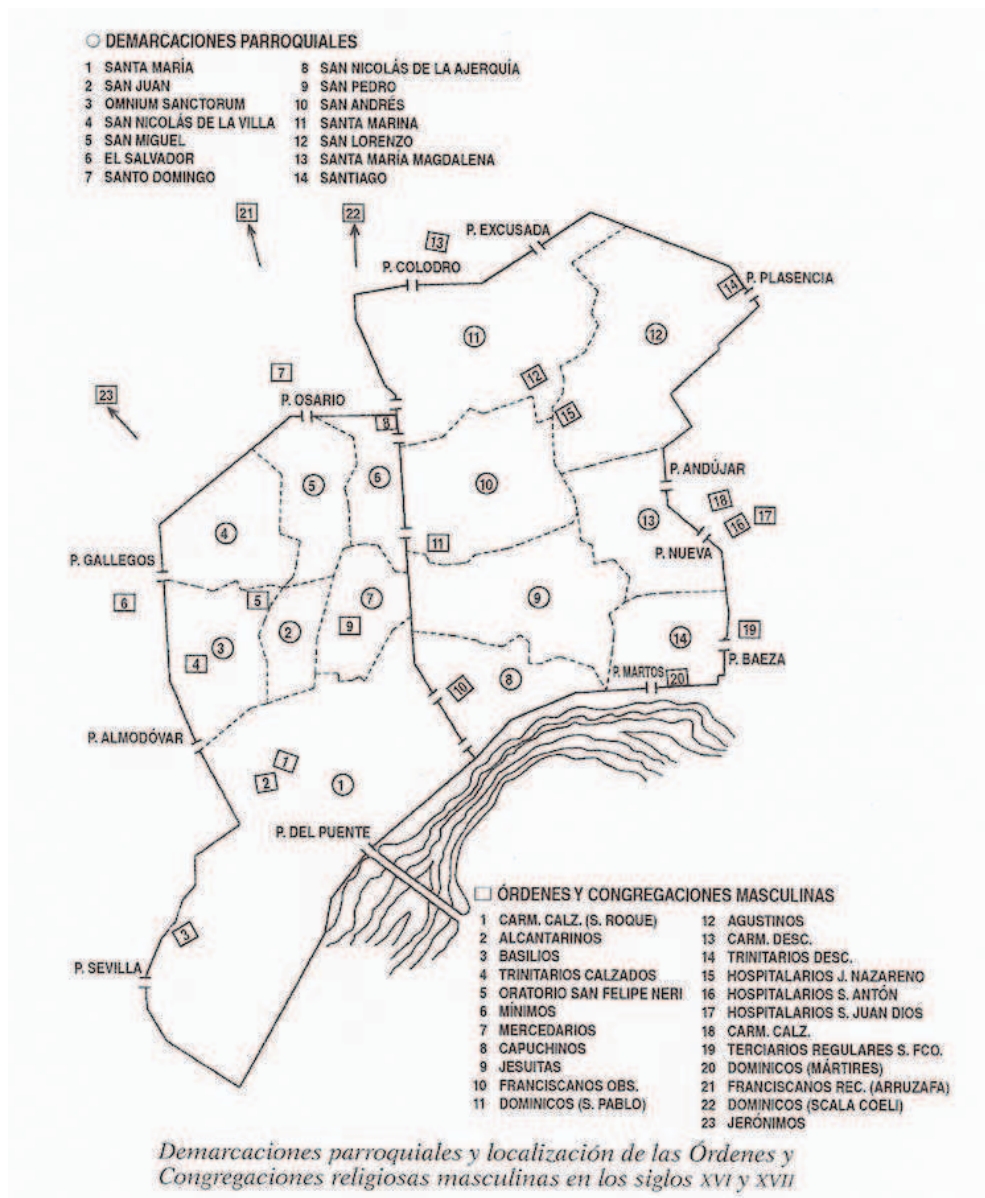 DEMARCACIONES PARROQUIALES
1 SANTA MARÍA
2 SAN JUAN
3 OMNIUM SANCTORUM
4 SAN NICOLÁS DE LA VILLA
5 SAN MIGUEL
6 EL SALVADOR
7 SANTO DOMINGO
8 SAN NICOLÁS DE LA AJERQUÍA
9 SAN PEDRO
10 SAN ANDRÉS
11 SANTA MARINA
12 SAN LORENZO
13 SANTA MARÍA MAGDALENA
14 SANTIAGO
21
22
13
P. EXCUSADA
P. COLODRO
14
P. PLASENCIA
11
12
7
12
23
P. OSARIO
15
8
P. ANDÚJAR
5
6
10
18
17
4
13
16
11
P. NUEVA
P. GALLEGOS
6
5
7
9
2
9
14
19
3
4
P. BAEZA
P. MARTOS
20
8
10
P. ALMODÓVAR
1
2
1
P. DEL PUENTE
3
P. SEVILLA
ÓRDENES Y CONGREGACIONES MASCULINAS
1 CARM. CALZ. (S. ROQUE)
2 ALCANTARINOS
3 BASILIOS
4 TRINITARIOS CALZADOS
5 ORATORIO SAN FELIPE NERI
6 MÍNIMOS
7 MERCEDARIOS
8 CAPUCHINOS
9 JESUITAS
10 FRANCISCANOS OBS.
11 DOMINICOS (S. PABLO)
12 AGUSTINOS
13 CARM. DESC.
14 TRINITARIOS DESC.
15 HOSPITALARIOS J. NAZARENO
16 HOSPITALARIOS S. ANTÓN
17 HOSPITALARIOS S. JUAN DIÓS
18 CARM. CALZ.
19 TERCIARIOS REGULARES S. FCO.
20 DOMINICOS (MÁRTIRES)
21 FRANCISCANOS REC. (ARRUZAFA)
22 DOMINICOS (SCALA COELI)
23 JERÓNIMOS
Demarcaciones parroquiales y localización de las Órdenes y
Congregaciones religiosas masculinas en los siglos XVI y XVII